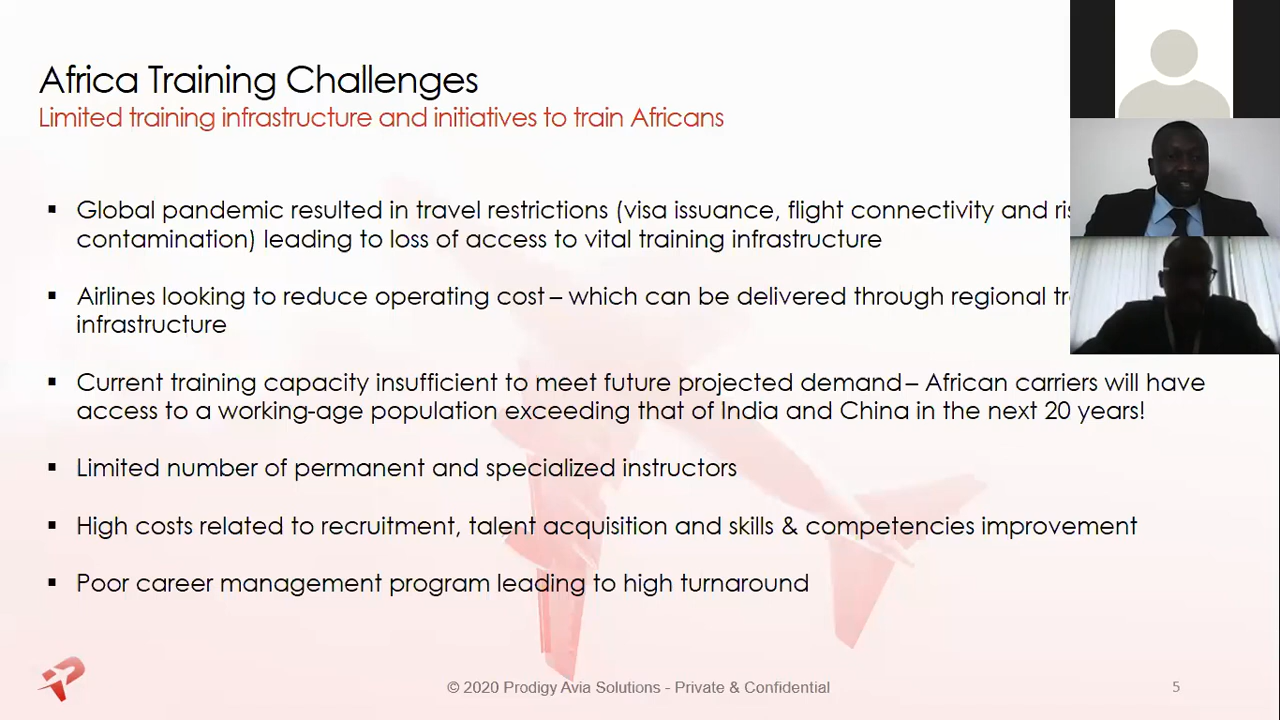 Africa Training Challenges
Limited training infrastructure and initiatives to train Africans
▪ Global pandemic resulted in travel restrictions (visa issuance, flight connectivity and
contamination) leading to loss of access to vital training infrastructure
▪ Airlines looking to reduce operating cost – which can be delivered through regional
infrastructure
▪ Current training capacity insufficient to meet future projected demand – African carriers will have
access to a working-age population exceeding that of India and China in the next 20 years!
▪ Limited number of permanent and specialized instructors
▪ High costs related to recruitment, talent acquisition and skills & competencies improvement
▪ Poor career management program leading to high turnaround
© 2020 Prodigy Avia Solutions - Private & Confidential
5